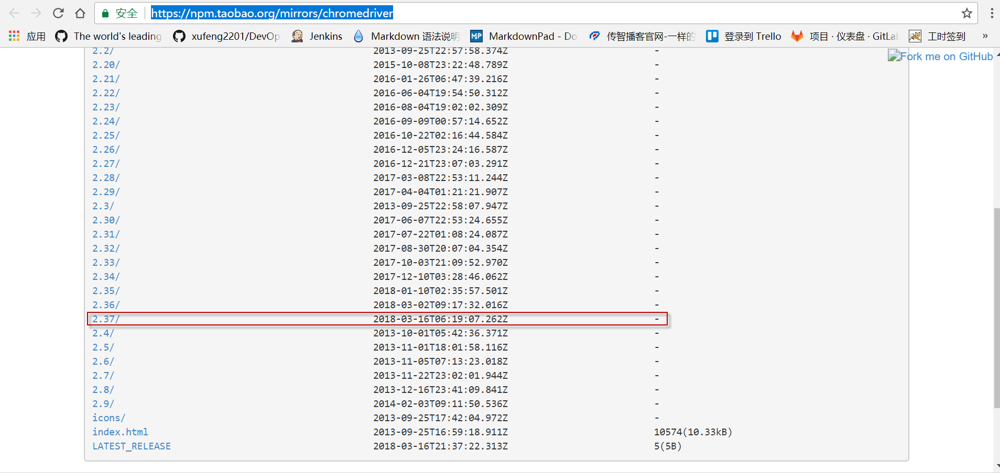 安全 https://npm.taobao.org/mirrors/chromedriver
应用 The world's leading xufeng2201/DevOp Jenkins Markdown 语法说明 MarkdownPad - Do 传智播客官网-一样的 登录到 Trello 项目 · 仪表盘 · GitLab 工时签到 »
2.2/ 2013-09-25T22:57:58.374Z -
Fork me on GitHub
2.20/ 2015-10-08T23:22:48.789Z -
2.21/ 2016-01-26T06:47:39.216Z -
2.22/ 2016-06-04T19:54:50.312Z -
2.23/ 2016-08-04T19:02:02.309Z -
2.24/ 2016-09-09T00:57:14.652Z -
2.25/ 2016-10-22T02:16:44.584Z -
2.26/ 2016-12-05T23:24:16.587Z -
2.27/ 2016-12-21T23:07:03.291Z -
2.28/ 2017-03-08T22:53:11.244Z -
2.29/ 2017-04-04T01:21:21.907Z -
2.3/ 2013-09-25T22:58:07.947Z -
2.30/ 2017-06-07T22:53:24.655Z -
2.31/ 2017-07-22T01:08:24.087Z -
2.32/ 2017-08-30T20:07:04.354Z -
2.33/ 2017-10-03T21:09:52.970Z -
2.34/ 2017-12-10T03:28:46.062Z -
2.35/ 2018-01-10T02:35:57.501Z -
2.36/ 2018-03-02T09:17:32.016Z -
2.37/ 2018-03-16T06:19:07.262Z -
2.4/ 2013-10-01T05:42:36.371Z -
2.5/ 2013-11-01T18:01:58.116Z -
2.6/ 2013-11-05T07:13:23.018Z -
2.7/ 2013-11-22T23:02:01.944Z -
2.8/ 2013-12-16T23:41:09.841Z -
2.9/ 2014-02-03T09:11:50.536Z -
icons/ 2013-09-25T17:42:04.972Z -
index.html 2013-09-25T16:59:18.911Z 10574(10.33kB)
LATEST_RELEASE 2018-03-16T21:37:22.313Z 5(5B)